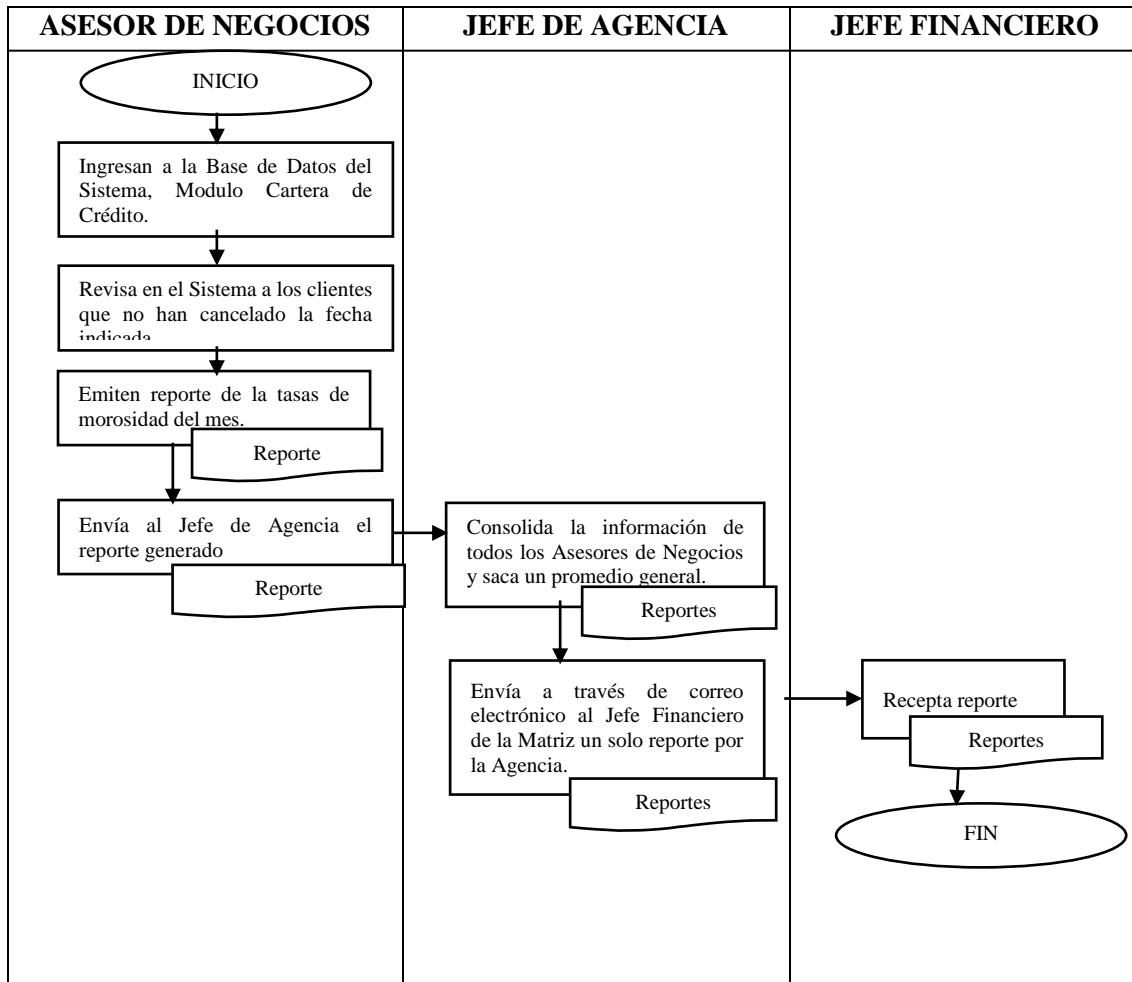 ASESOR DE NEGOCIOS
JEFE DE AGENCIA
JEFE FINANCIERO
INICIO
Ingresan a la Base de Datos del
Sistema, Modulo Cartera de
Crédito.
Revisa en el Sistema a los clientes
que no han cancelado la fecha
indicada
Emiten reporte de la tasas de
morosidad del mes.
Reporte
Envía al Jefe de Agencia el
reporte generado
Reporte
Consolida la información de
todos los Asesores de Negocios
y saca un promedio general.
Reportes
Envía a través de correo
electrónico al Jefe Financiero
de la Matriz un solo reporte por
la Agencia.
Reportes
Recepta reporte
Reportes
FIN